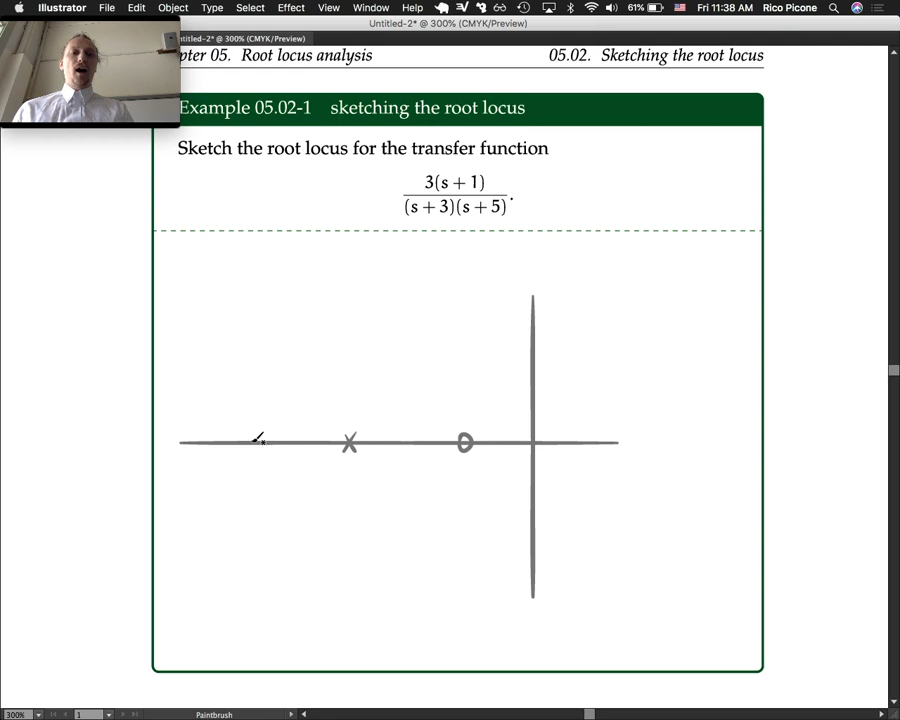 Illustrator File Edit Object Type Select Effect View Window Help 61% Fri 11:38 AM Rico Picone
Untitled-2* @ 300% (CMYK/Preview)
ntitled-2* @ 300% (CMYK/Preview)
pter 05. Root locus analysis 05.02. Sketching the root locus
Example 05.02-1 sketching the root locus
Sketch the root locus for the transfer function
3(s + 1)
(s + 3)(s + 5).
300% 1 Paintbrush